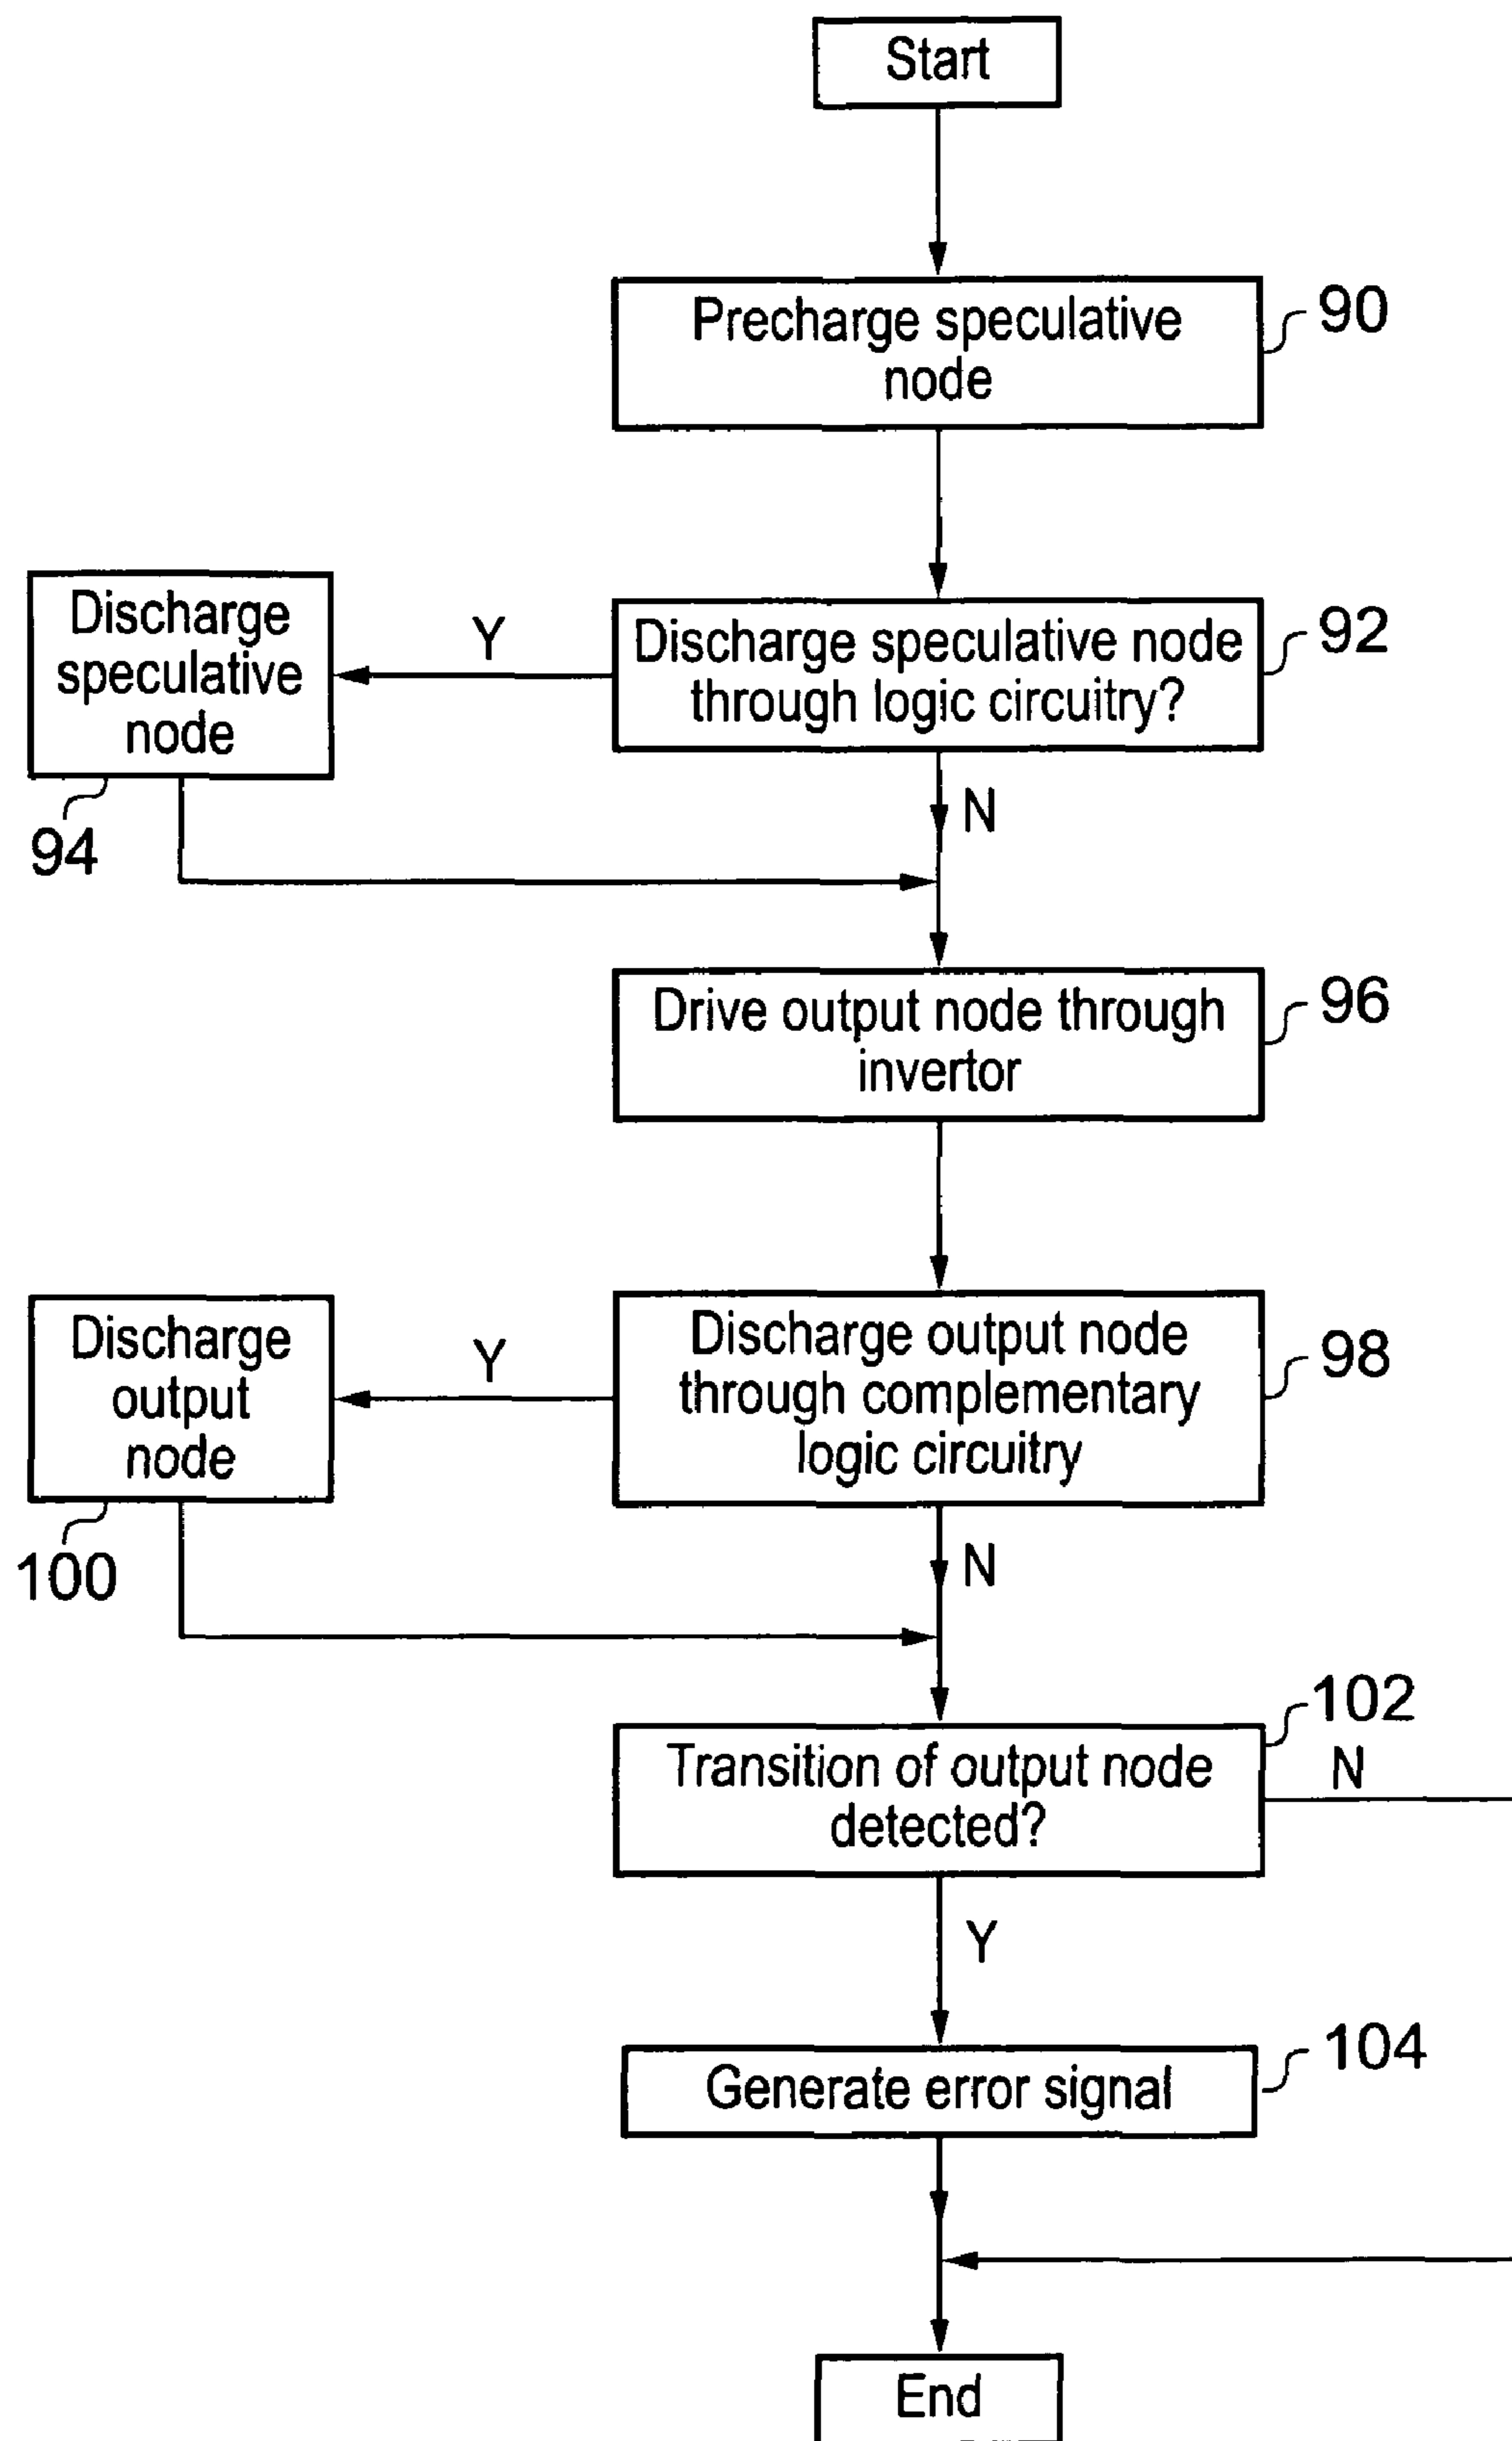 Start
Precharge speculative
node
90
Discharge
speculative
node
94
Y
Discharge speculative node
through logic circuitry?
92
N
Drive output node through
invertor
96
Discharge
output
node
100
Y
Discharge output node
through complementary
logic circuitry
98
N
Transition of output node
detected?
102
N
Y
Generate error signal
104
End